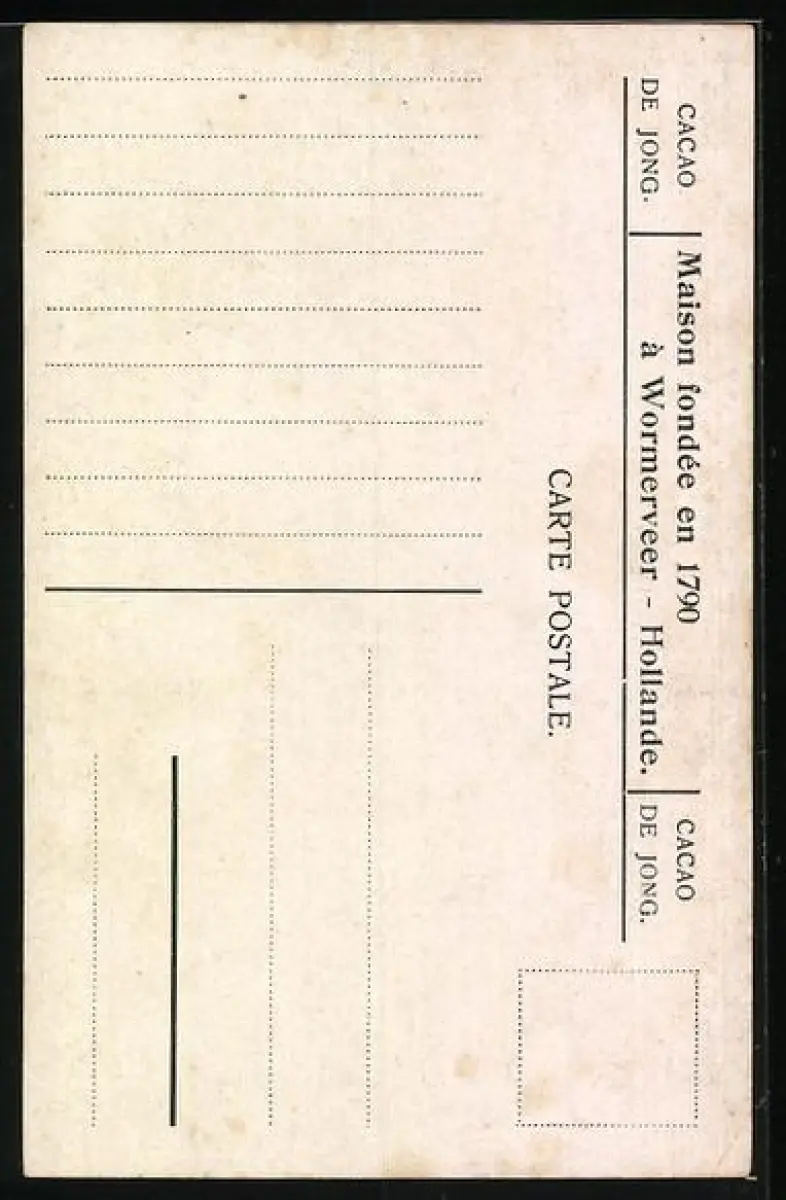 CACAO
DE JONG.
Maison fondée en 1790
à Wormerveer - Hollande.
CACAO
DE JONG.
CARTE POSTALE.